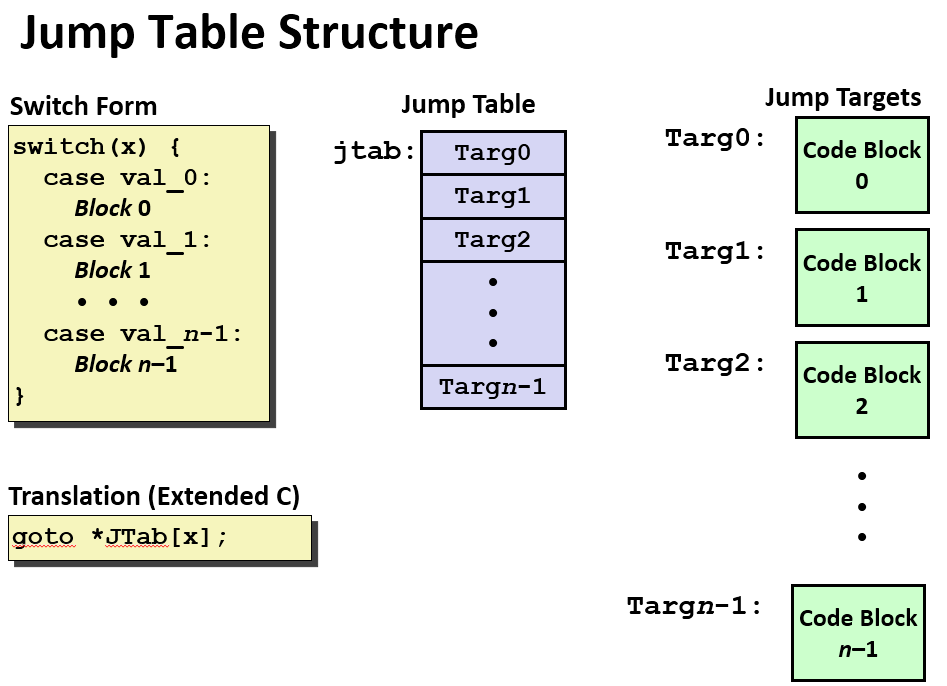 Jump Table Structure
Switch Form
switch(x) {
case val_0:
Block 0
case val_1:
Block 1
• • •
case val_n-1:
Block n–1
}
Translation (Extended C)
goto *JTab[x];
Jump Table
jtab:
Targ0
Targ1
Targ2
•
•
•
Targn-1
Jump Targets
Targ0:
Code Block
0
Targ1:
Code Block
1
Targ2:
Code Block
2
•
•
•
Targn-1:
Code Block
n–1